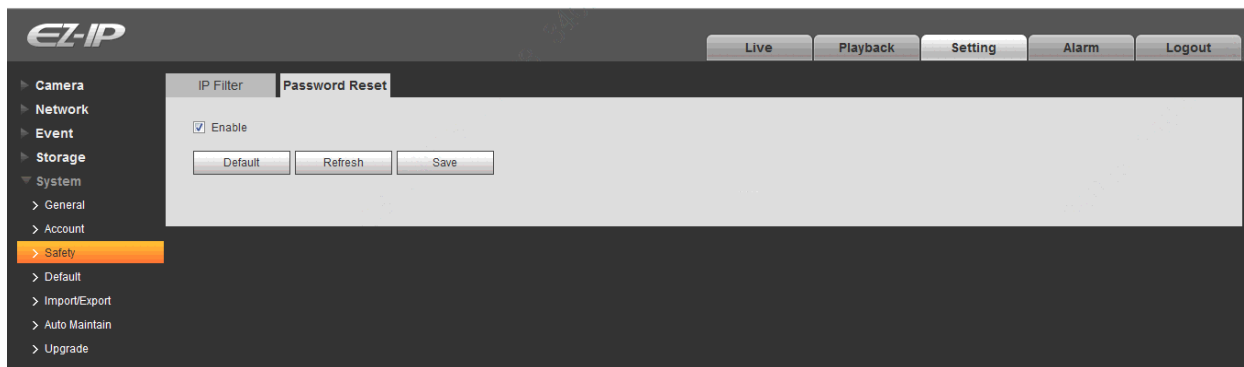 EZ-IP
Live Playback Setting Alarm Logout
Camera
Network
Event
Storage
System
General
Account
Safety
Default
Import/Export
Auto Maintain
Upgrade
IP Filter Password Reset
Enable
Default Refresh Save